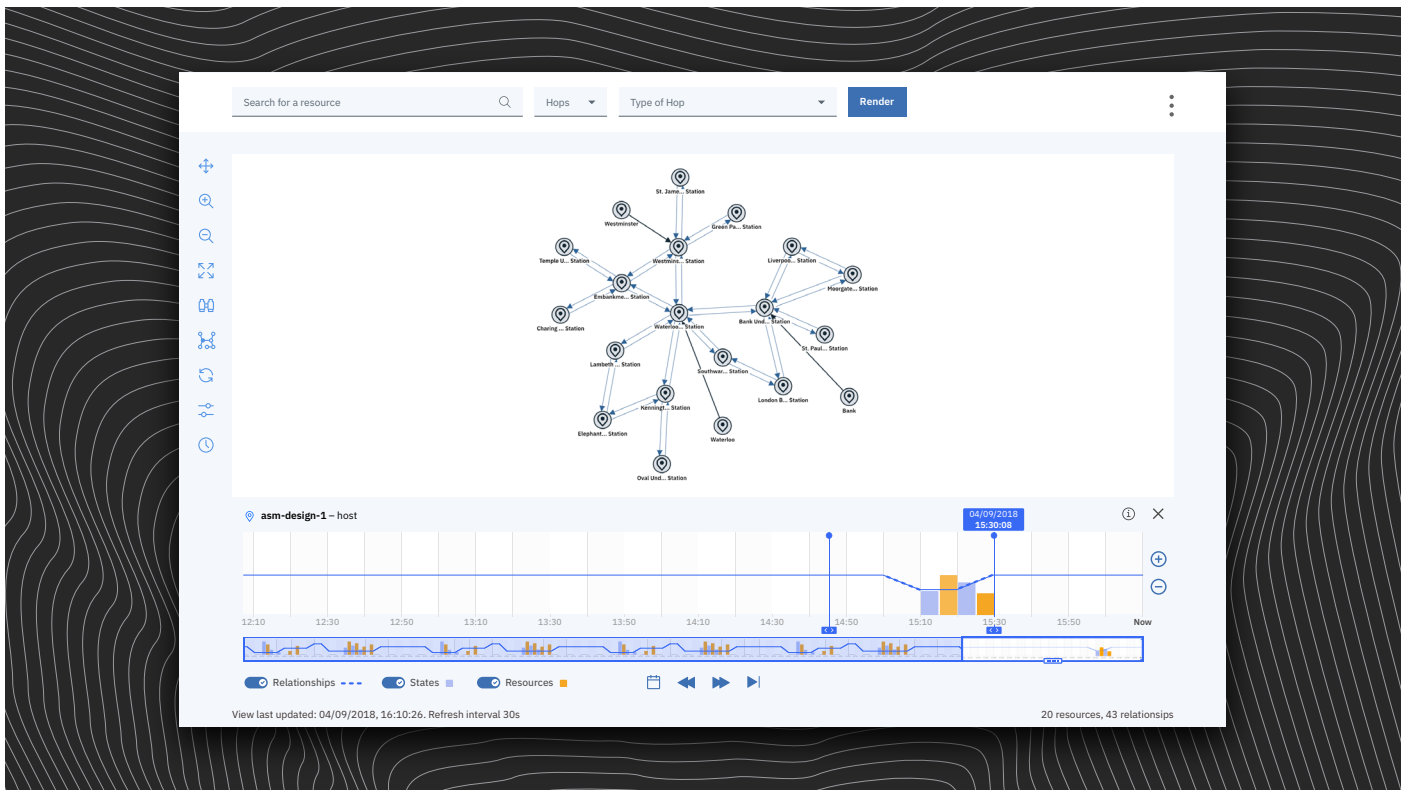 Search for a resource
Hops
Type of Hop
Render
St. Jame... Station
Westminster
Green Pa... Station
Temple U... Station
Westmins... Station
Liverpoo... Station
Moorgate... Station
Embankme... Station
Charing ... Station
Waterloo... Station
Bank Und... Station
St. Paul... Station
Lambeth ... Station
Southwar... Station
London B... Station
Kenningt... Station
Bank
Elephant... Station
Waterloo
Oval Und... Station
asm-design-1 – host
04/09/2018
15:30:08
12:10 12:30 12:50 13:10 13:30 13:50 14:10 14:30 14:50 15:10 15:30 15:50 Now
Relationships
States
Resources
View last updated: 04/09/2018, 16:10:26. Refresh interval 30s
20 resources, 43 relationsips